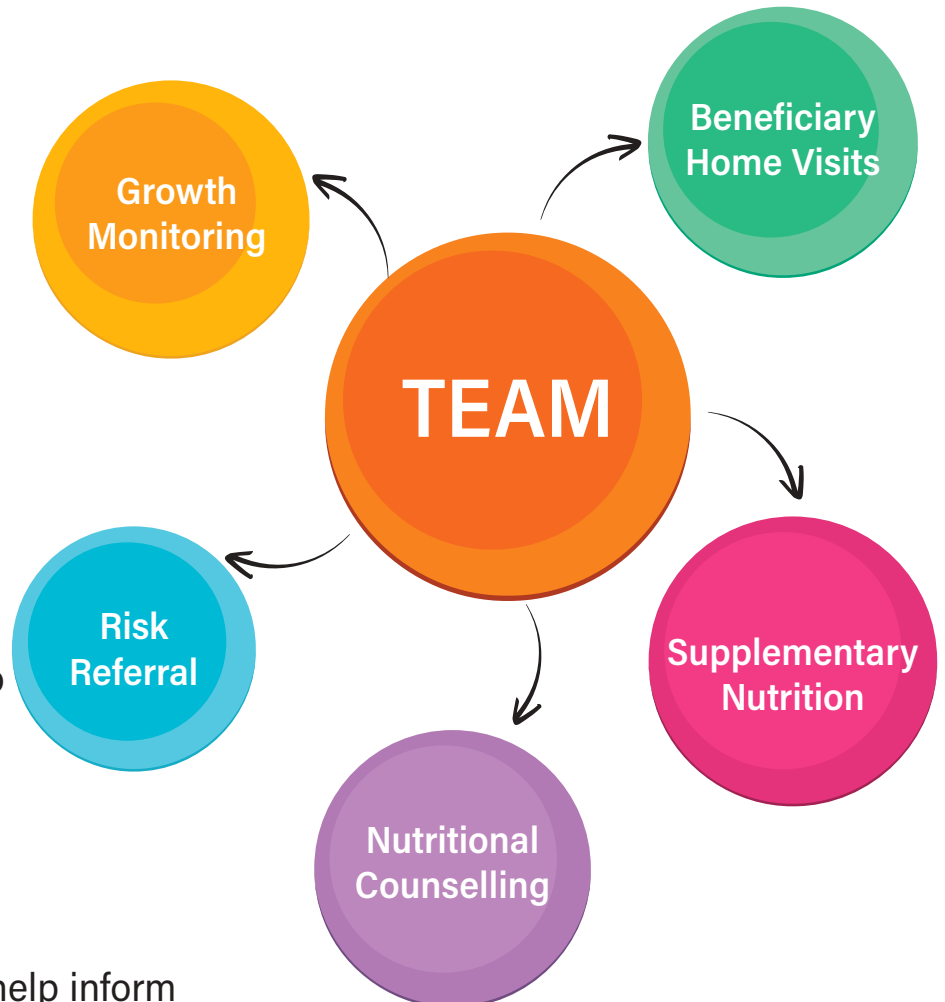 Beneficiary
Home Visits
Growth
Monitoring
TEAM
Risk
Referral
Supplementary
Nutrition
Nutritional
Counselling
help inform